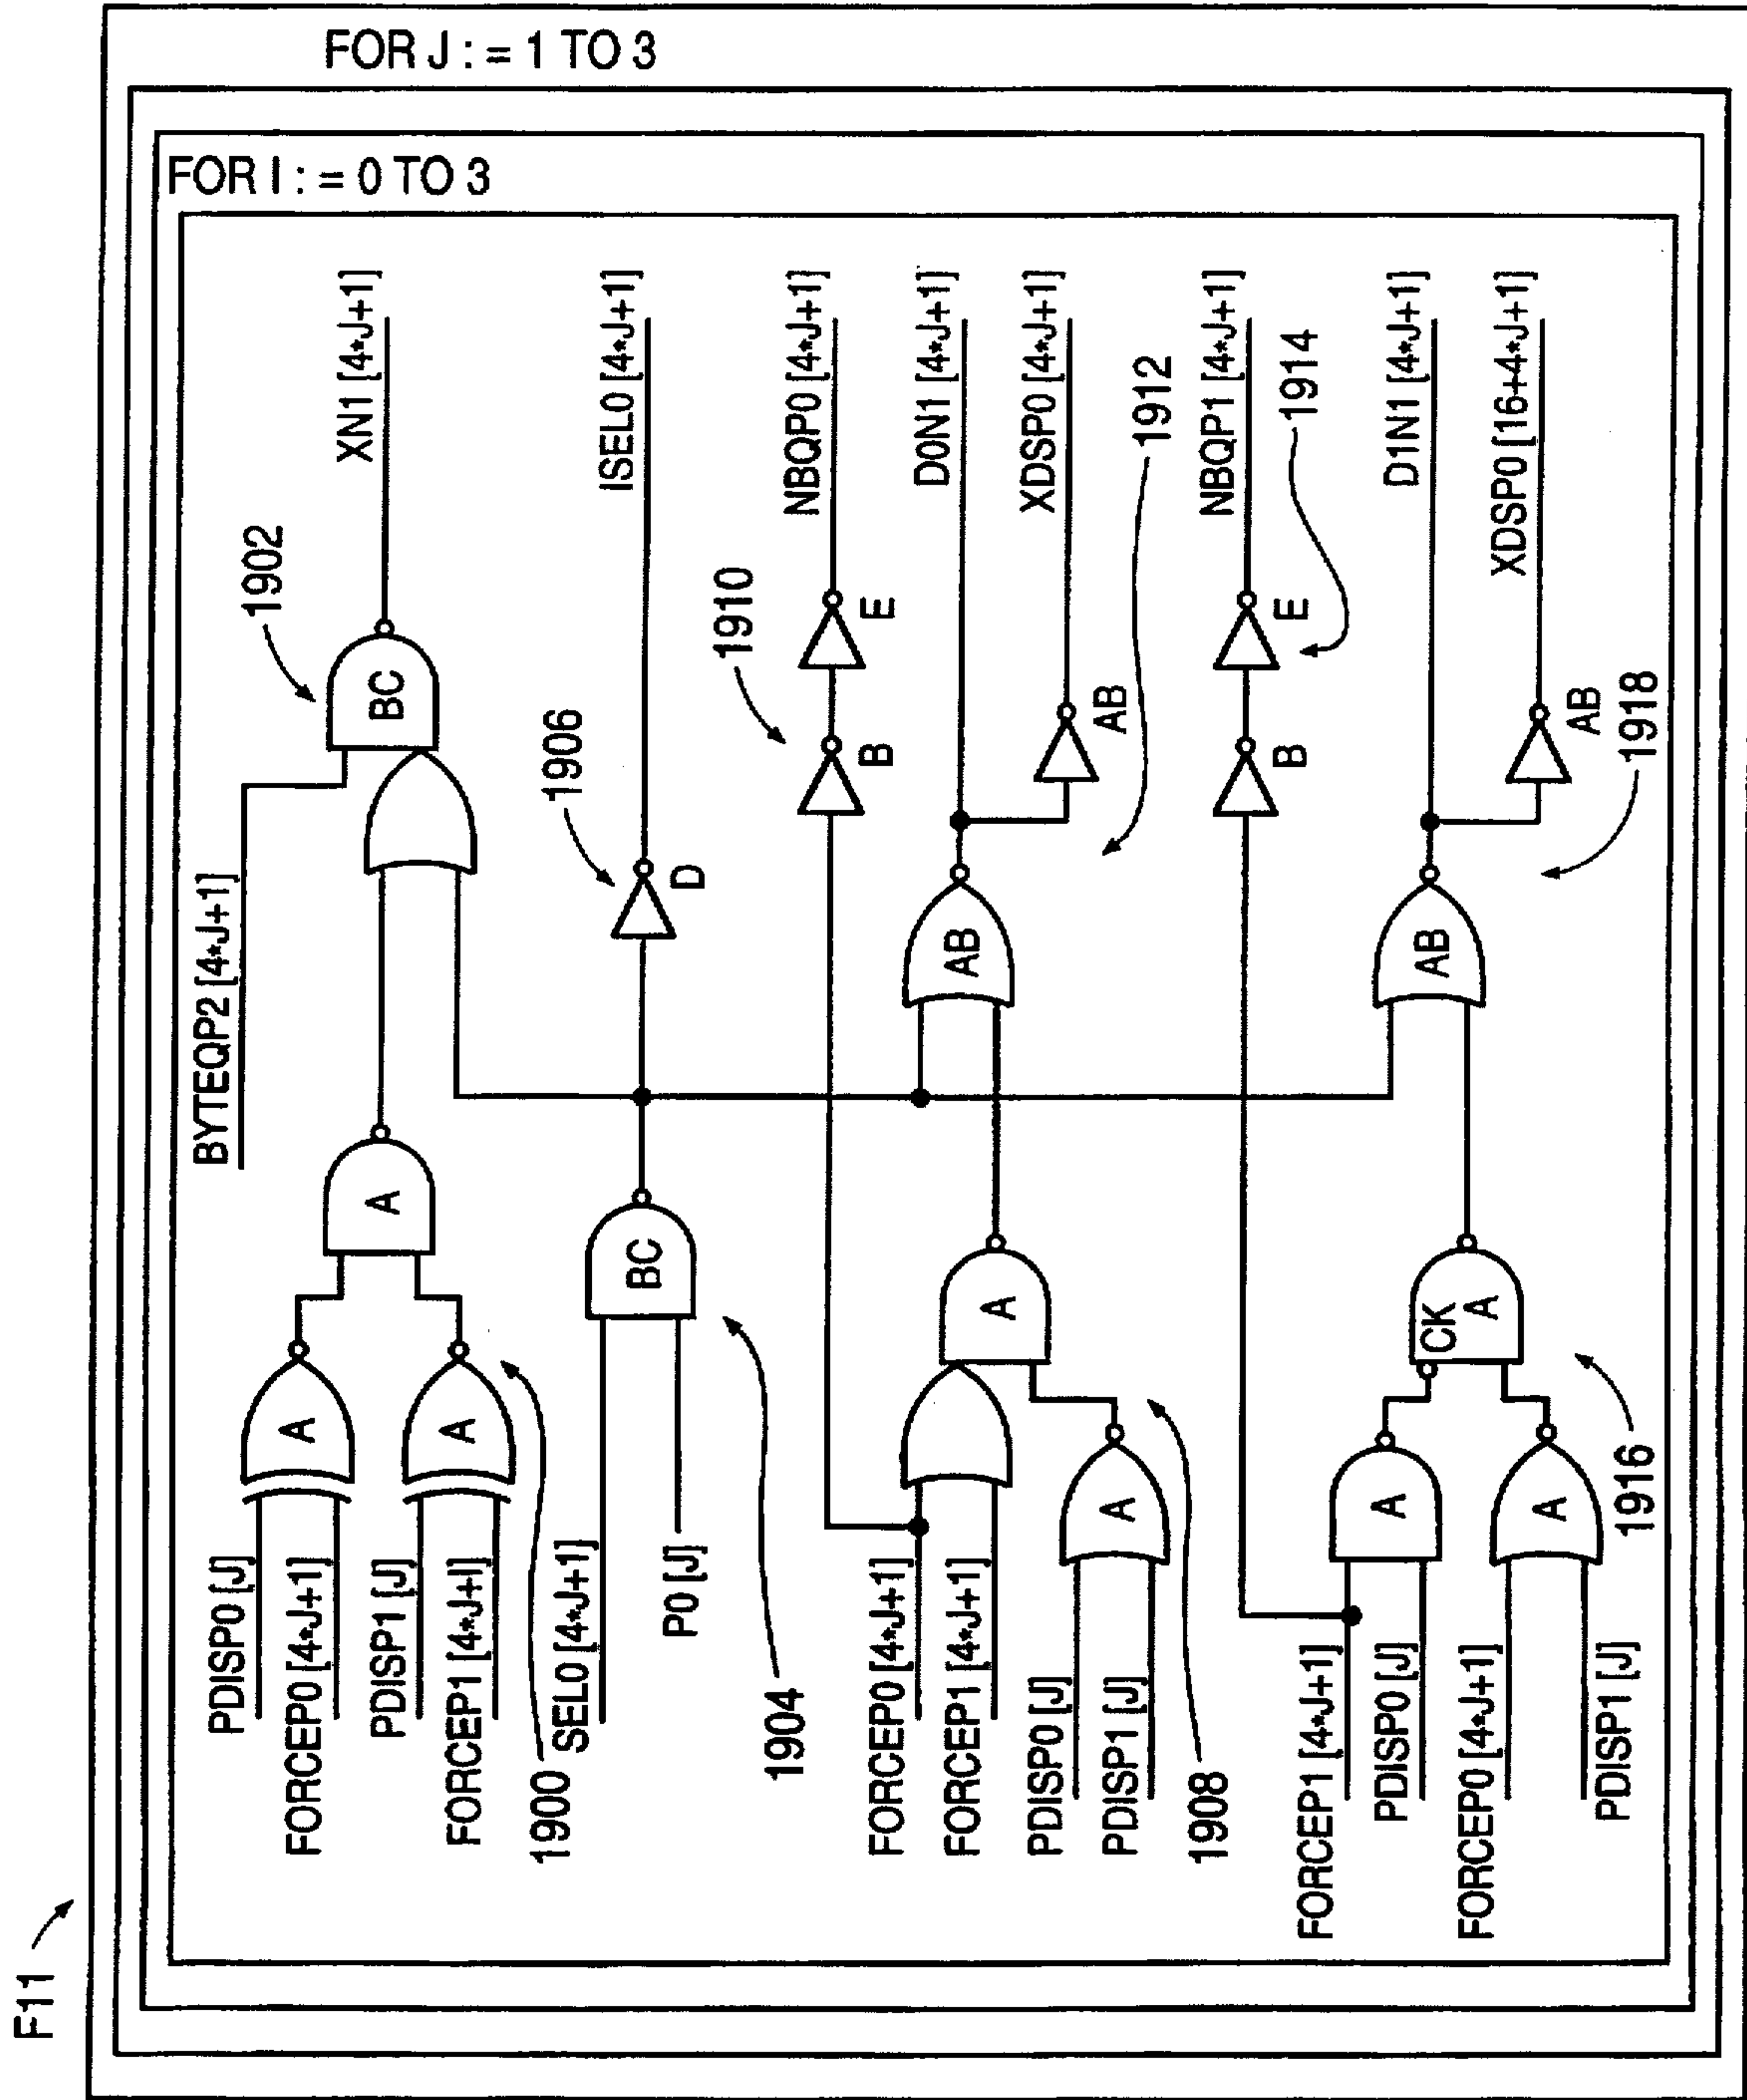 F11
FOR J : = 1 TO 3
FOR I : = 0 TO 3
BYTEQP2 [4*J+1]
XN1 [4*J+1]
1902
A
BC
PDISP0 [J]
FORCEP0 [4*J+1]
A
PDISP1 [J]
FORCEP1 [4*J+I]
A
1900
SEL0 [4*J+1]
P0 [J]
BC
1904
1906
D
ISEL0 [4*J+1]
1910
B
E
NBQP0 [4*J+1]
FORCEP0 [4*J+1]
FORCEP1 [4*J+1]
A
AB
D0N1 [4*J+1]
PDISP0 [J]
PDISP1 [J]
A
1908
AB
XDSP0 [4*J+1]
1912
B
E
NBQP1 [4*J+1]
1914
FORCEP1 [4*J+1]
PDISP0 [J]
A
CK
A
AB
D1N1 [4*J+1]
FORCEP0 [4*J+1]
PDISP1 [J]
A
1916
AB
XDSP0 [16+4*J+1]
1918